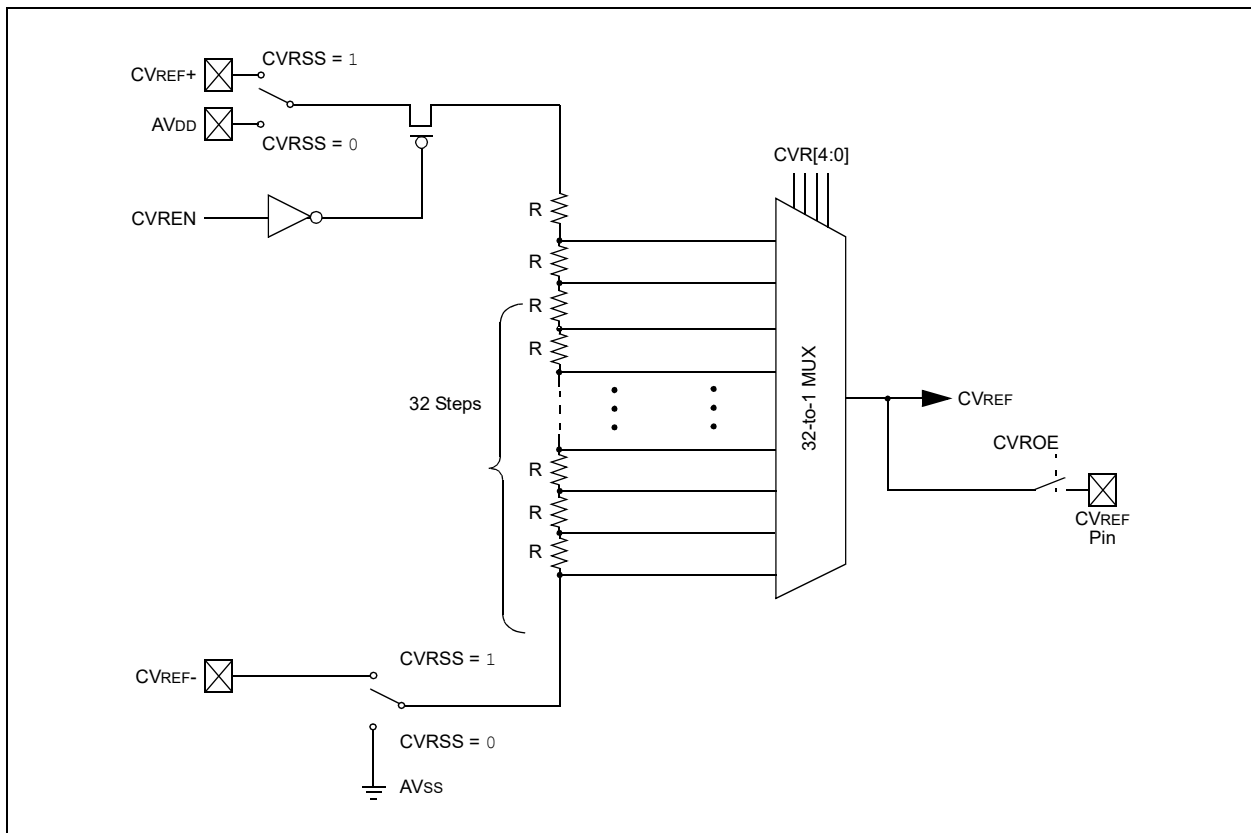 CVRSS = 1
CVREF+
AVDD
CVRSS = 0
CVREN
CVR[4:0]
R
R
R
R
32 Steps
32-to-1 MUX
CVREF
CVROE
R
R
R
CVREF
Pin
CVRSS = 1
CVREF-
CVRSS = 0
AVSS